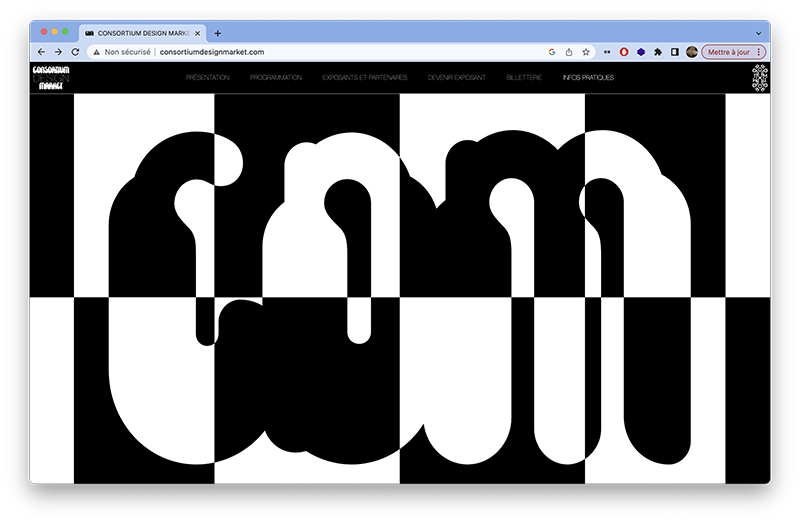 CONSORTIUM DESIGN MARKE
Non sécurisé | consortiumdesignmarket.com
Mettre à jour
CONSORTIUM
DESIGN
MARKET
PRÉSENTATION PROGRAMMATION EXPOSANTS ET PARTENAIRES DEVENIR EXPOSANT BILLETTERIE INFOS PRATIQUES
cdm